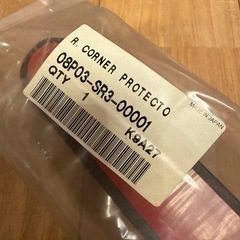 R. CORNER PROTECTO
08P03-SR3-00001
QTY 1 K9A27
MADE IN JAPAN